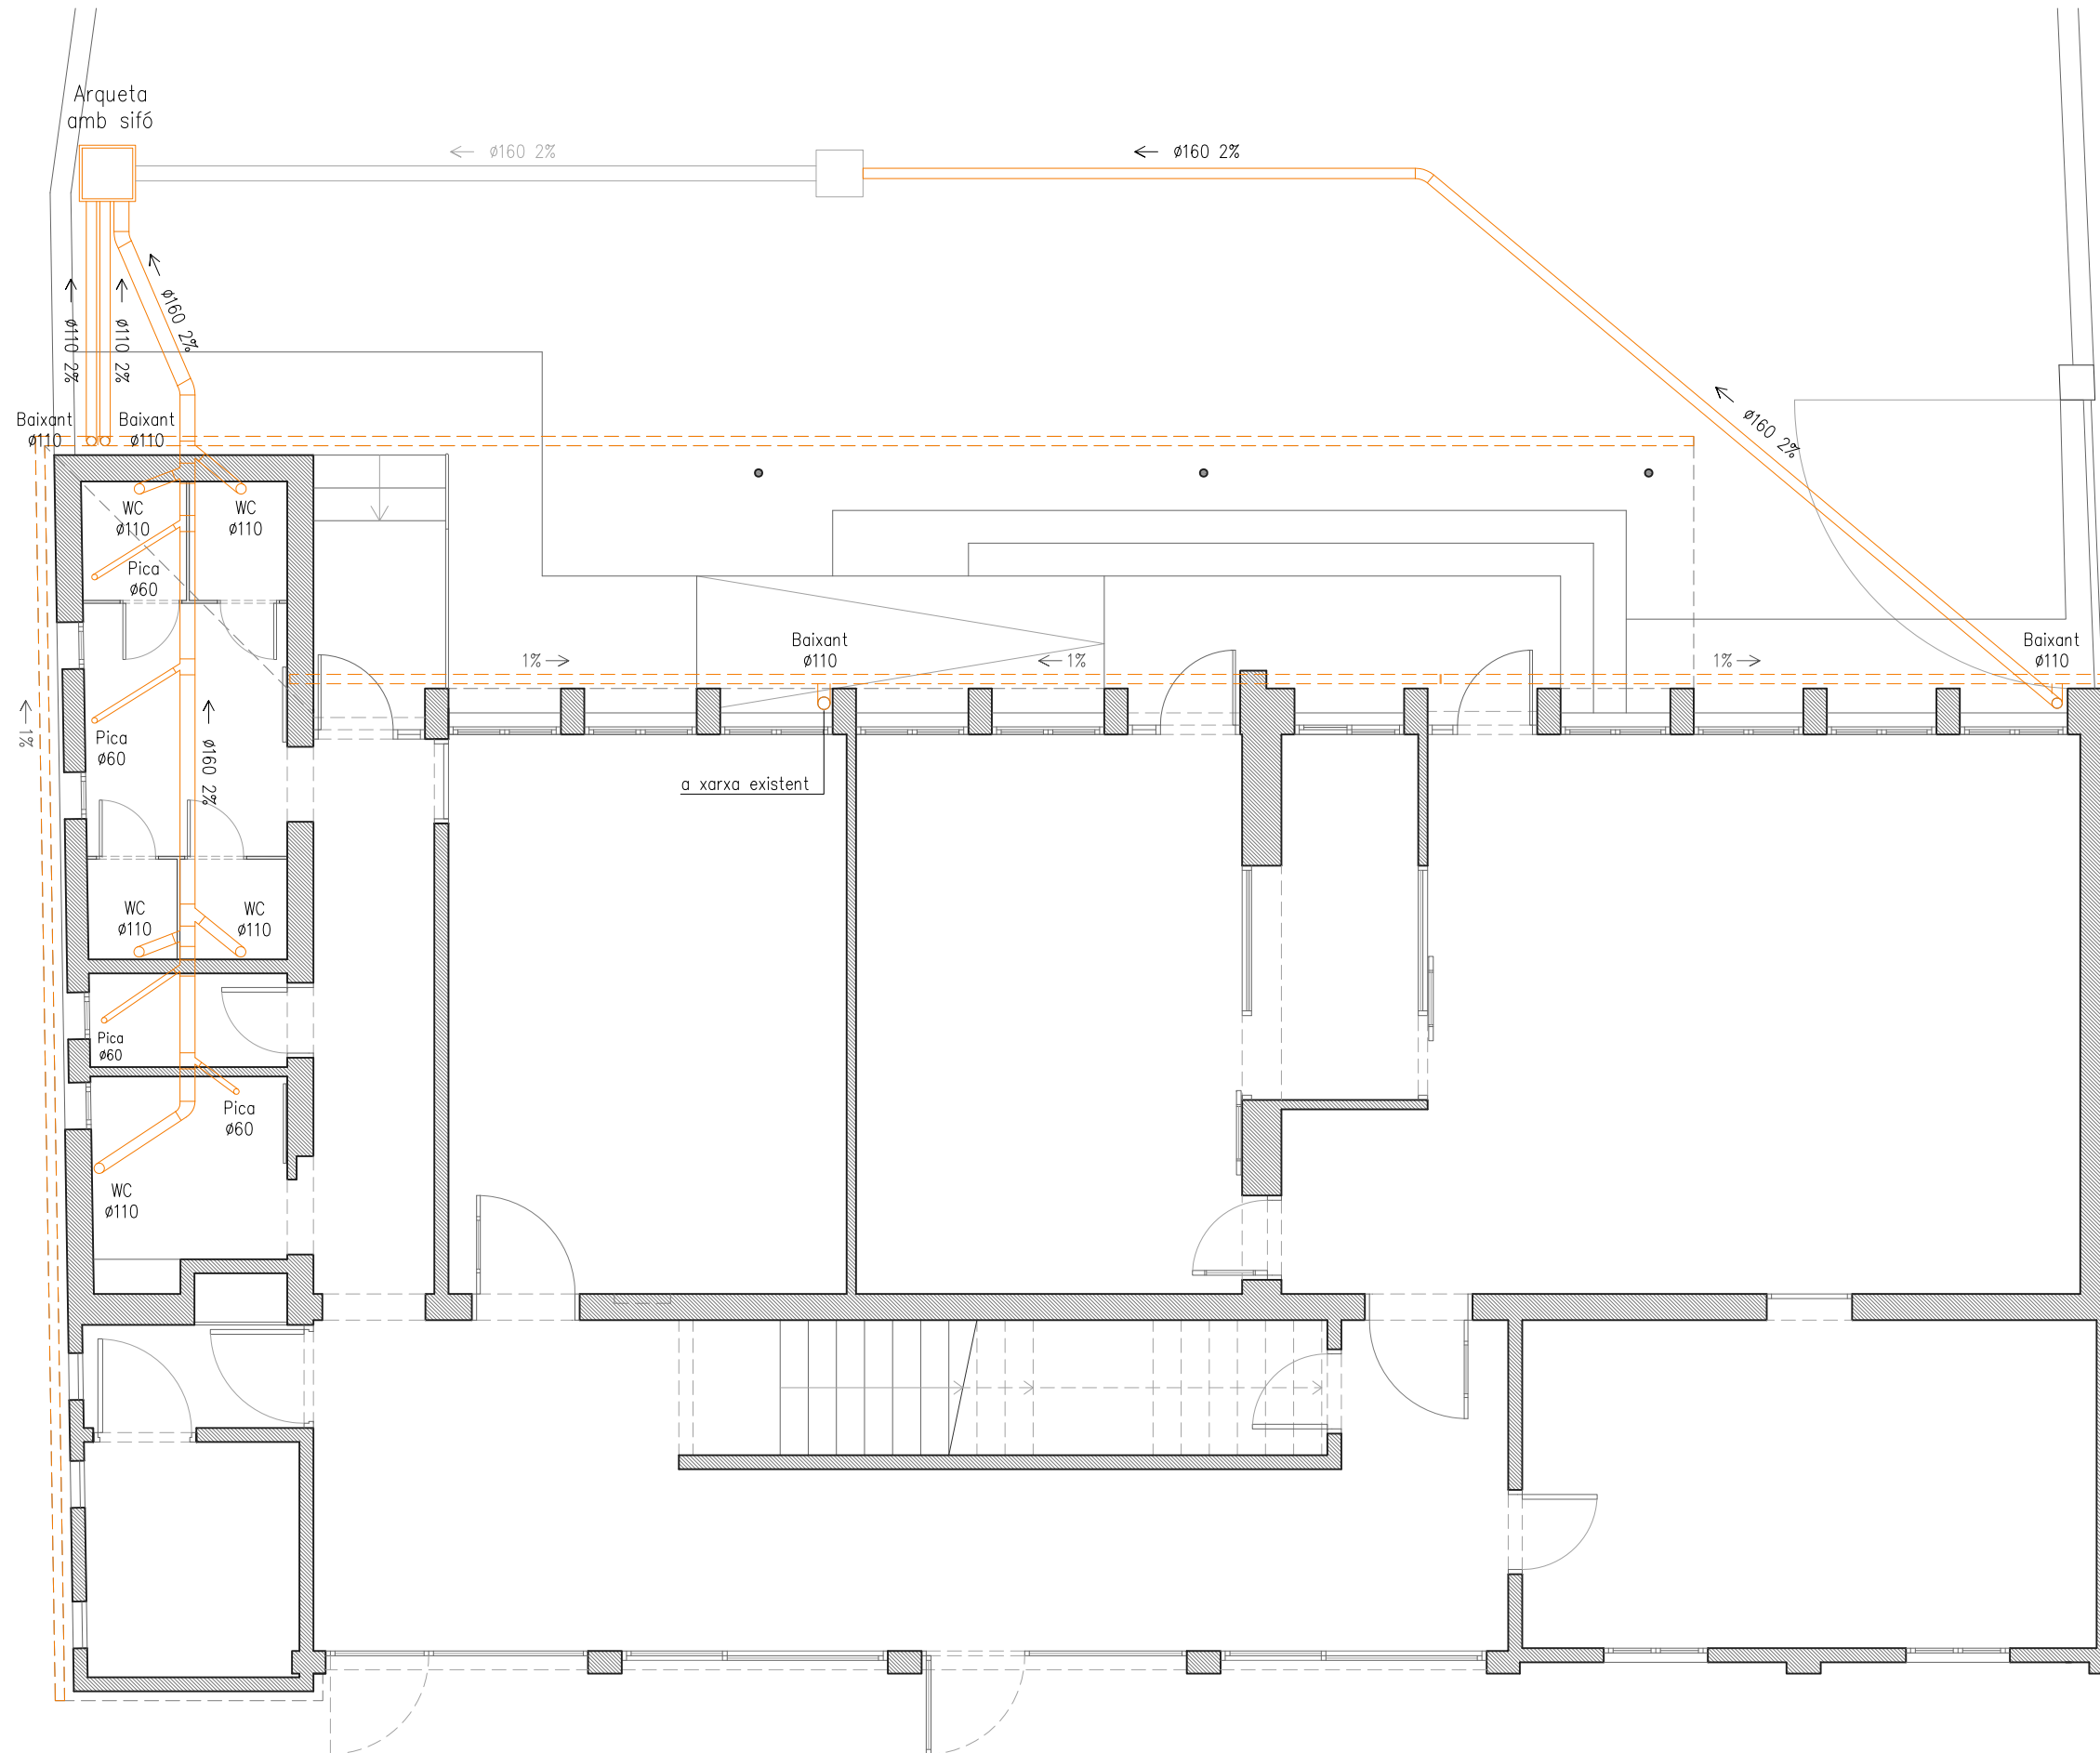 Arqueta
amb sifó
ø160 2%
ø160 2%
ø160 2%
ø110 2%
ø110 2%
ø160 2%
Baixant
ø110
Baixant
ø110
WC
ø110
WC
ø110
Pica
ø60
Baixant
ø110
1%
1%
1%
Baixant
ø110
1%
Pica
ø60
ø160 2%
a xarxa existent
WC
ø110
WC
ø110
Pica
ø60
Pica
ø60
WC
ø110